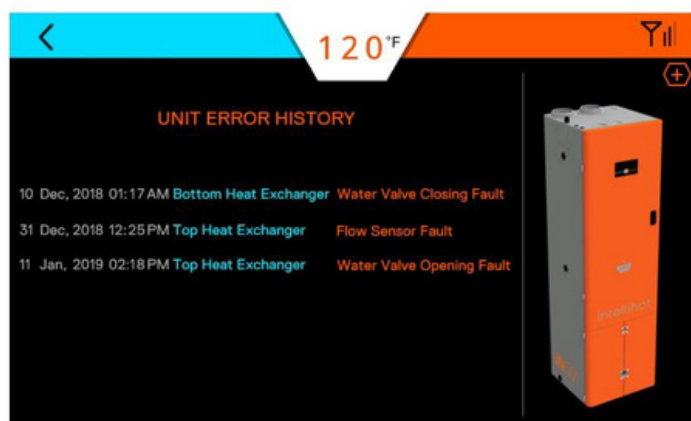 120°F
UNIT ERROR HISTORY
10 Dec, 2018 01:17 AM Bottom Heat Exchanger Water Valve Closing Fault
31 Dec, 2018 12:25 PM Top Heat Exchanger Flow Sensor Fault
11 Jan, 2019 02:18 PM Top Heat Exchanger Water Valve Opening Fault
Intellihot